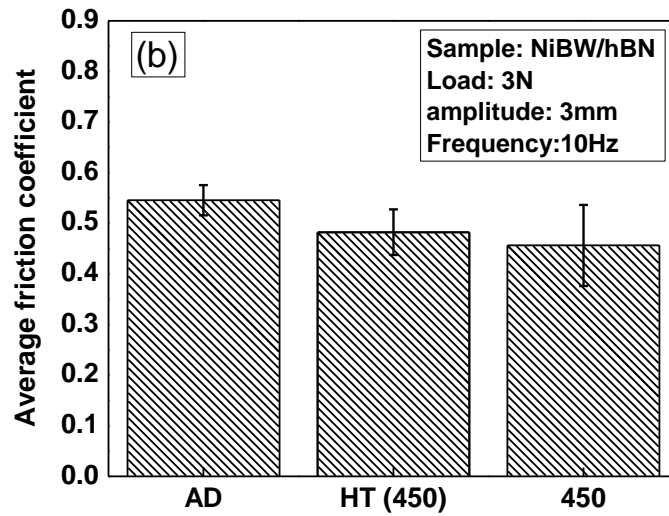 (b)
Sample: NiBW/hBN
Load: 3N
amplitude: 3mm
Frequency:10Hz
Average friction coefficient
0.9
0.8
0.7
0.6
0.5
0.4
0.3
0.2
0.1
0.0
AD HT (450) 450